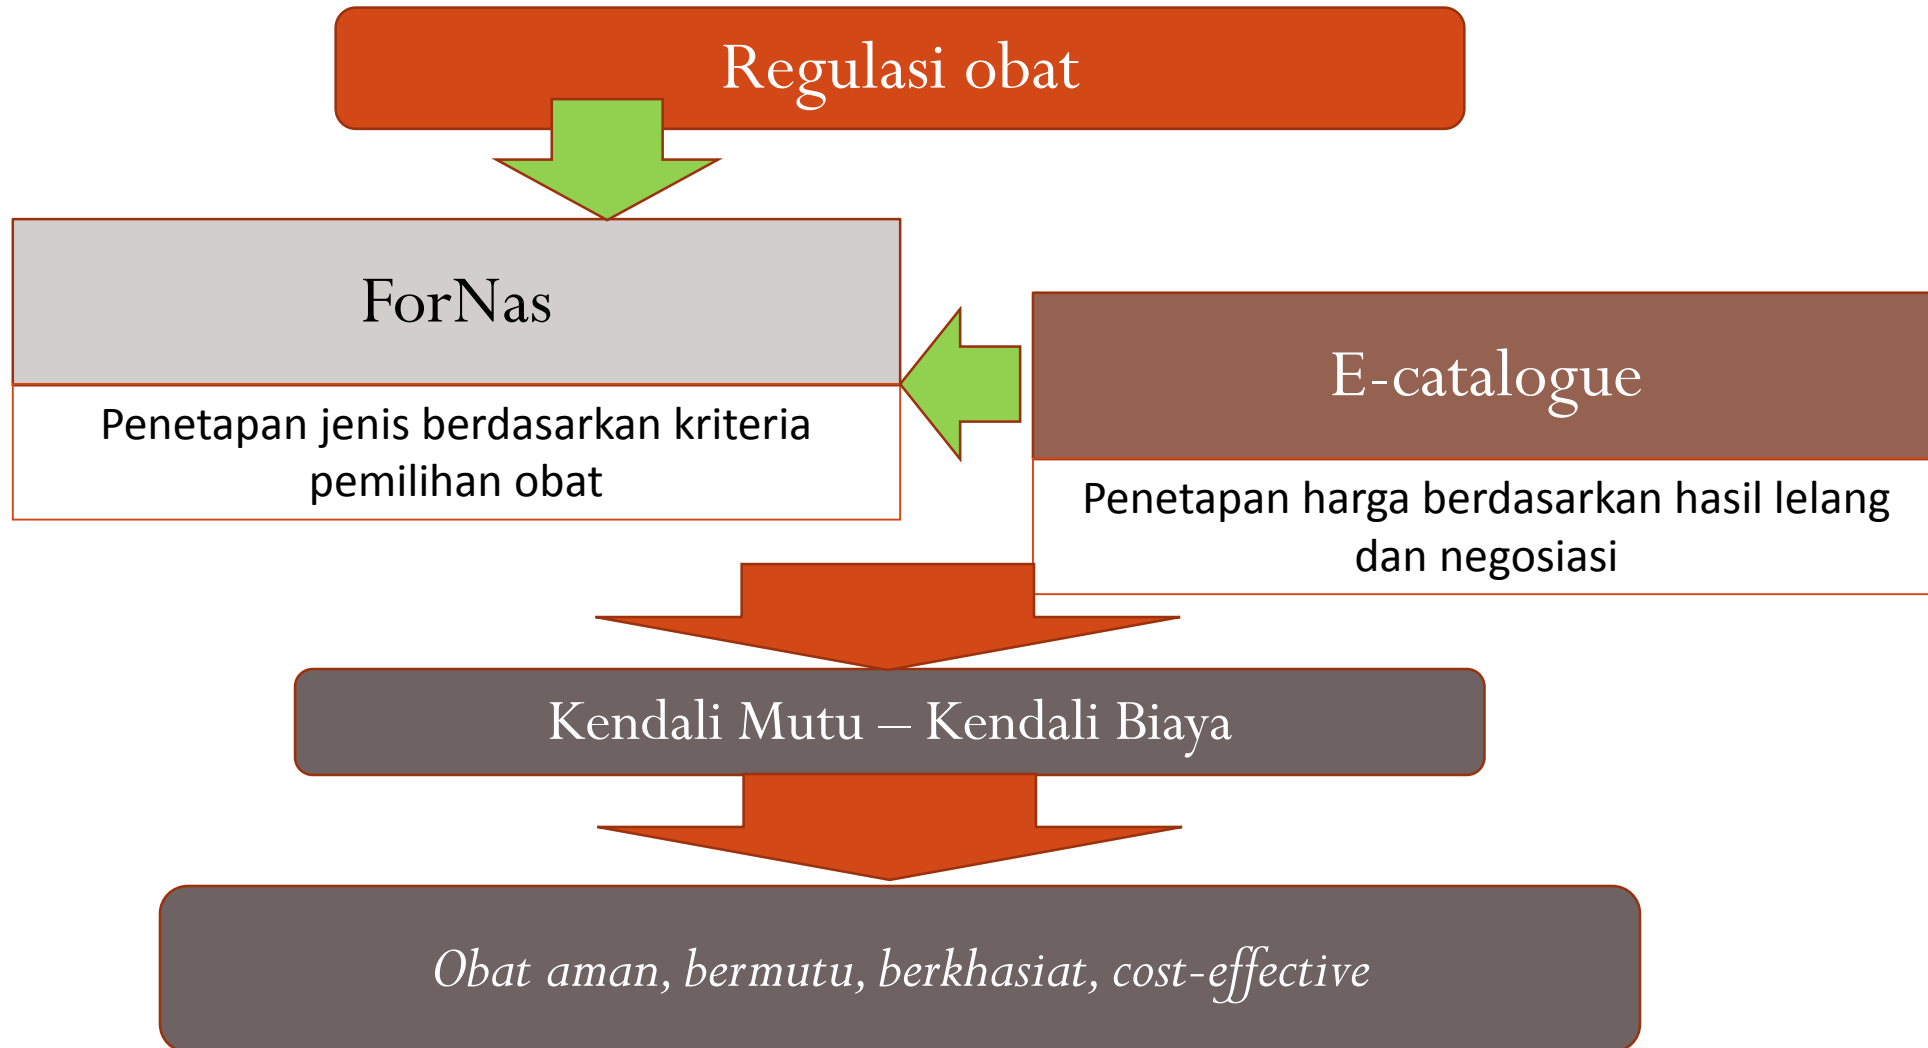 Regulasi obat
ForNas
Penetapan jenis berdasarkan kriteria
pemilihan obat
E-catalogue
Penetapan harga berdasarkan hasil lelang
dan negosiasi
Kendali Mutu – Kendali Biaya
Obat aman, bermutu, berkhasiat, cost-effective